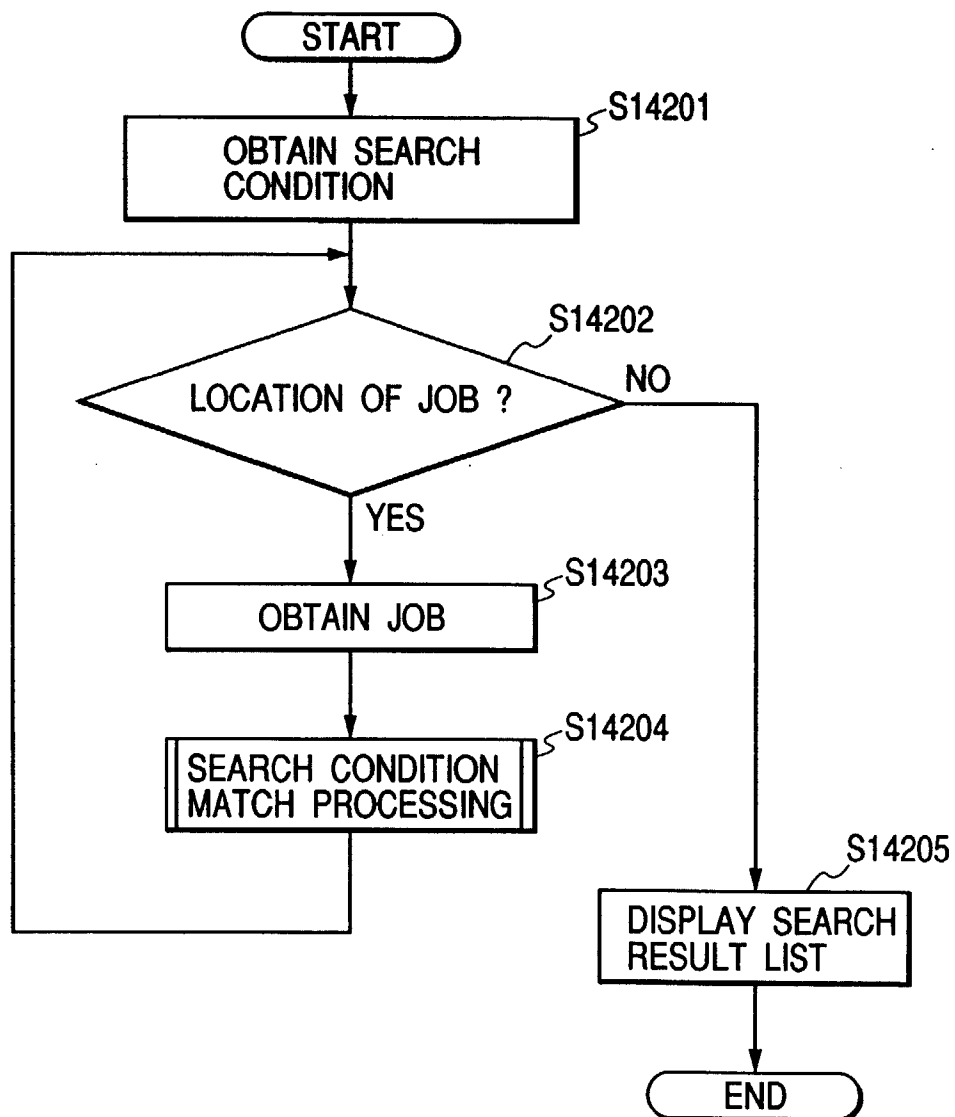 START
S14201
OBTAIN SEARCH
CONDITION
S14202
LOCATION OF JOB ?
NO
YES
S14203
OBTAIN JOB
S14204
SEARCH CONDITION
MATCH PROCESSING
S14205
DISPLAY SEARCH
RESULT LIST
END